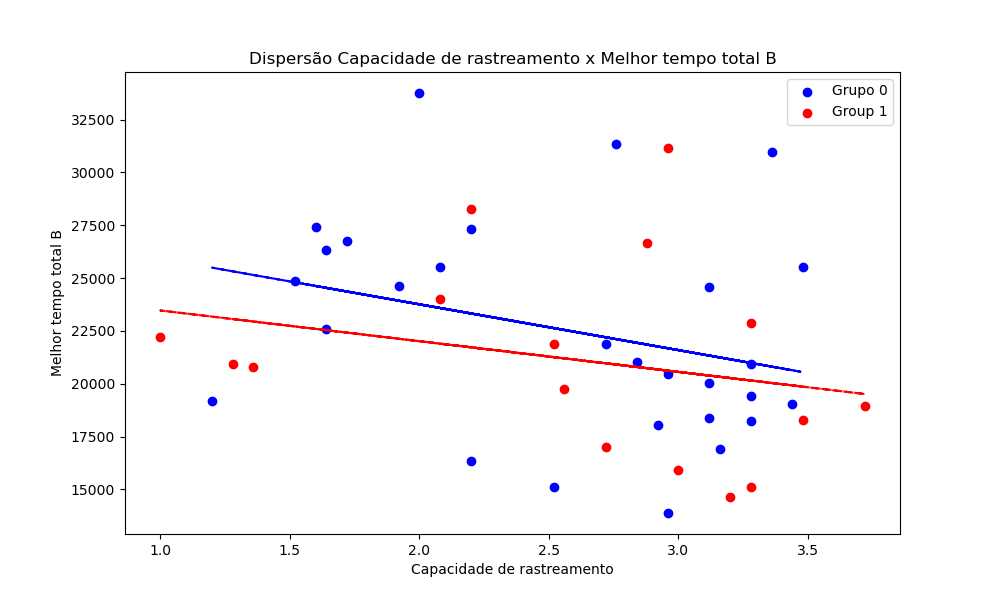 Dispersão Capacidade de rastreamento x Melhor tempo total B
Grupo 0
Group 1
32500
30000
27500
25000
22500
20000
17500
15000
Melhor tempo total B
1.0 1.5 2.0 2.5 3.0 3.5
Capacidade de rastreamento